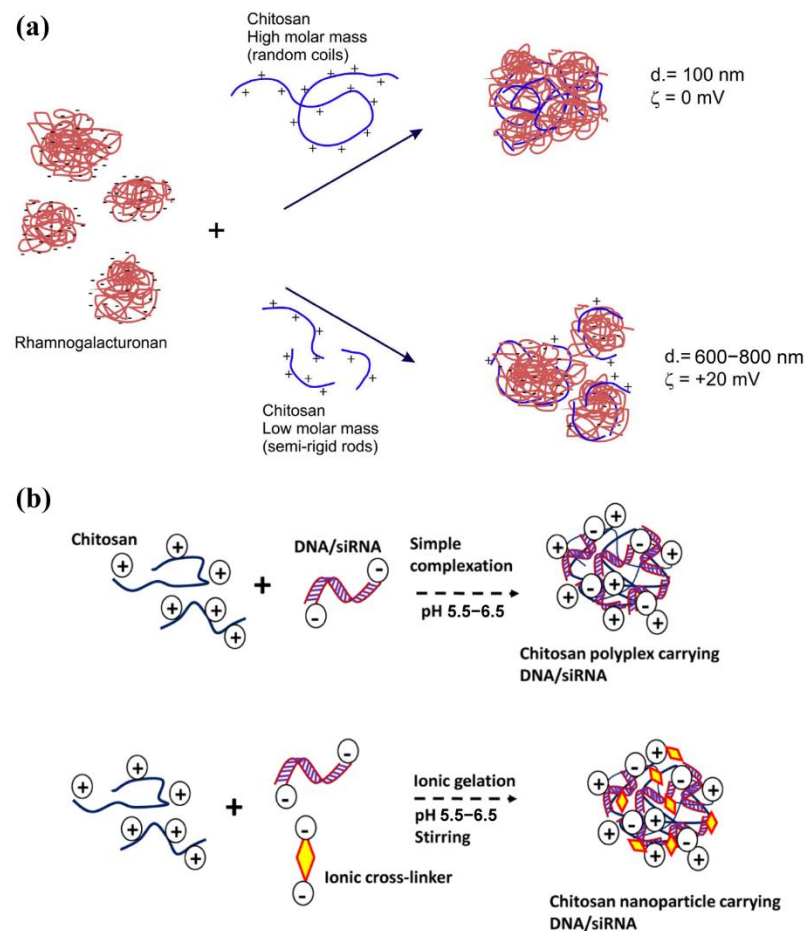 (a)
Chitosan
High molar mass
(random coils)
d.= 100 nm
ζ = 0 mV
+
Rhamnogalacturonan
Chitosan
Low molar mass
(semi-rigid rods)
d.= 600−800 nm
ζ = +20 mV
(b)
Chitosan
+
DNA/siRNA
Simple
complexation
pH 5.5−6.5
Chitosan polyplex carrying
DNA/siRNA
+
Ionic cross-linker
Ionic gelation
pH 5.5−6.5
Stirring
Chitosan nanoparticle carrying
DNA/siRNA